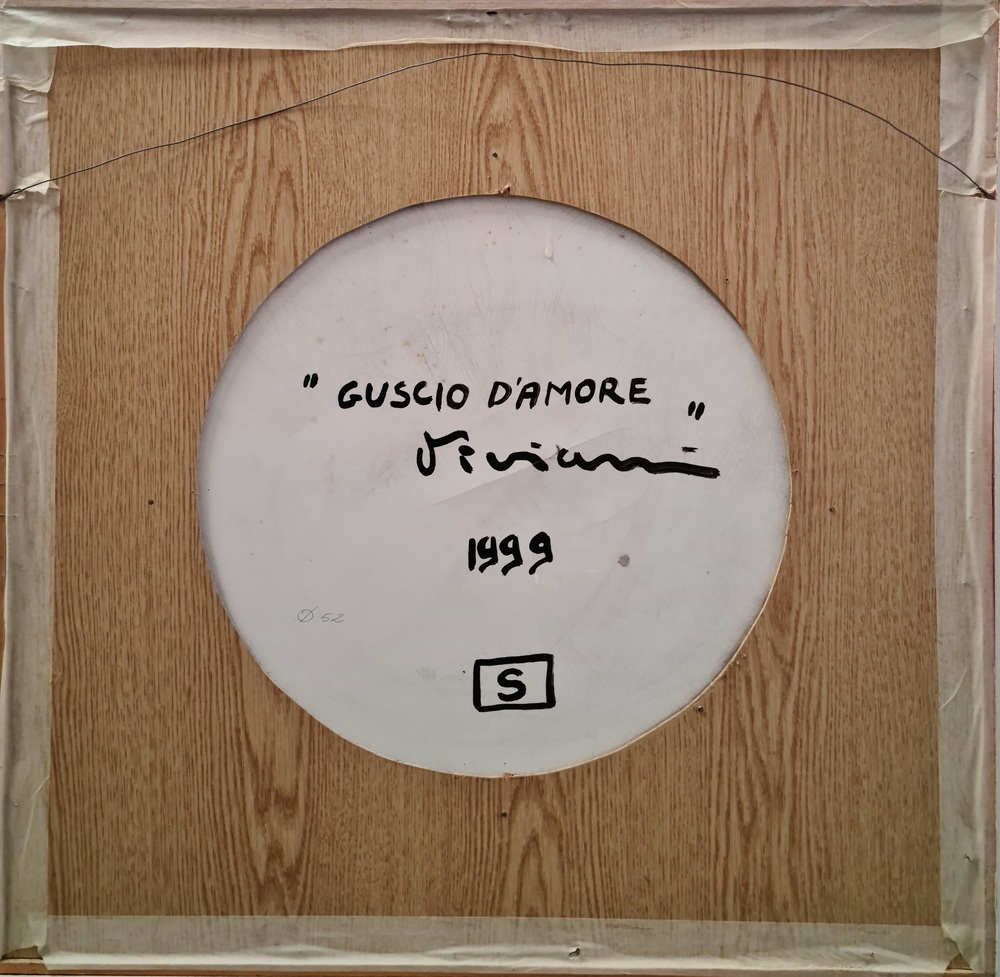 " GUSCIO D'AMORE "
Viviani
1999
Ø 52
S